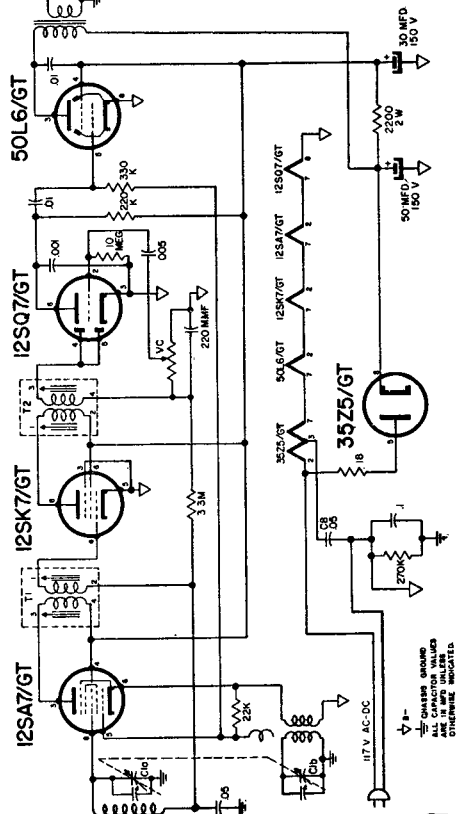 12SA7/GT
12SK7/GT
12SQ7/GT
50L6/GT
T1
T2
C1a
C1b
.05
22K
3.3M
220 MMF
VC
.005
10 MEG
.001
220 K
330 K
.01
.01
30 MFD.
150 V
2200
2 W
50 MFD.
150 V
35Z5/GT
50L6/GT
12SK7/GT
12SA7/GT
12SQ7/GT
35Z5/GT
18
C8
.05
270K
.1
117V AC-DC
B-
CHASSIS GROUND
ALL CAPACITOR VALUES
ARE IN MFD UNLESS
OTHERWISE INDICATED.